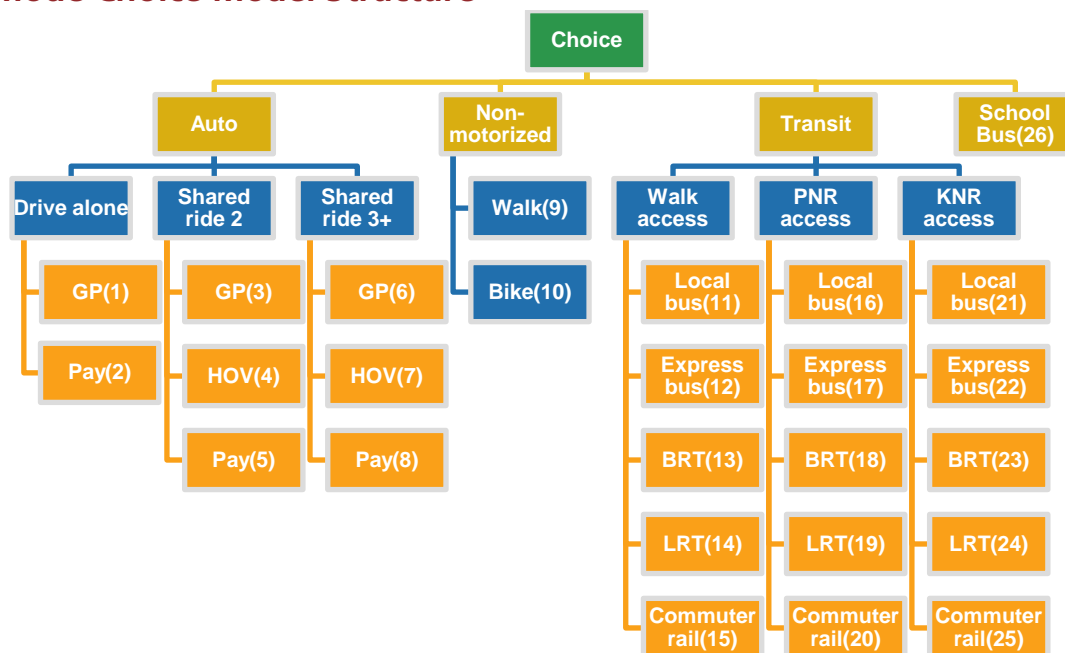 Mode Choice Model Structure
Choice
Auto
Non-
motorized
Transit
School
Bus(26)
Drive alone
Shared
ride 2
Shared
ride 3+
Walk
access
PNR
access
KNR
access
GP(1)
Pay(2)
GP(3)
HOV(4)
Pay(5)
GP(6)
HOV(7)
Pay(8)
Walk(9)
Bike(10)
Local
bus(11)
Express
bus(12)
BRT(13)
LRT(14)
Commuter
rail(15)
Local
bus(16)
Express
bus(17)
BRT(18)
LRT(19)
Commuter
rail(20)
Local
bus(21)
Express
bus(22)
BRT(23)
LRT(24)
Commuter
rail(25)